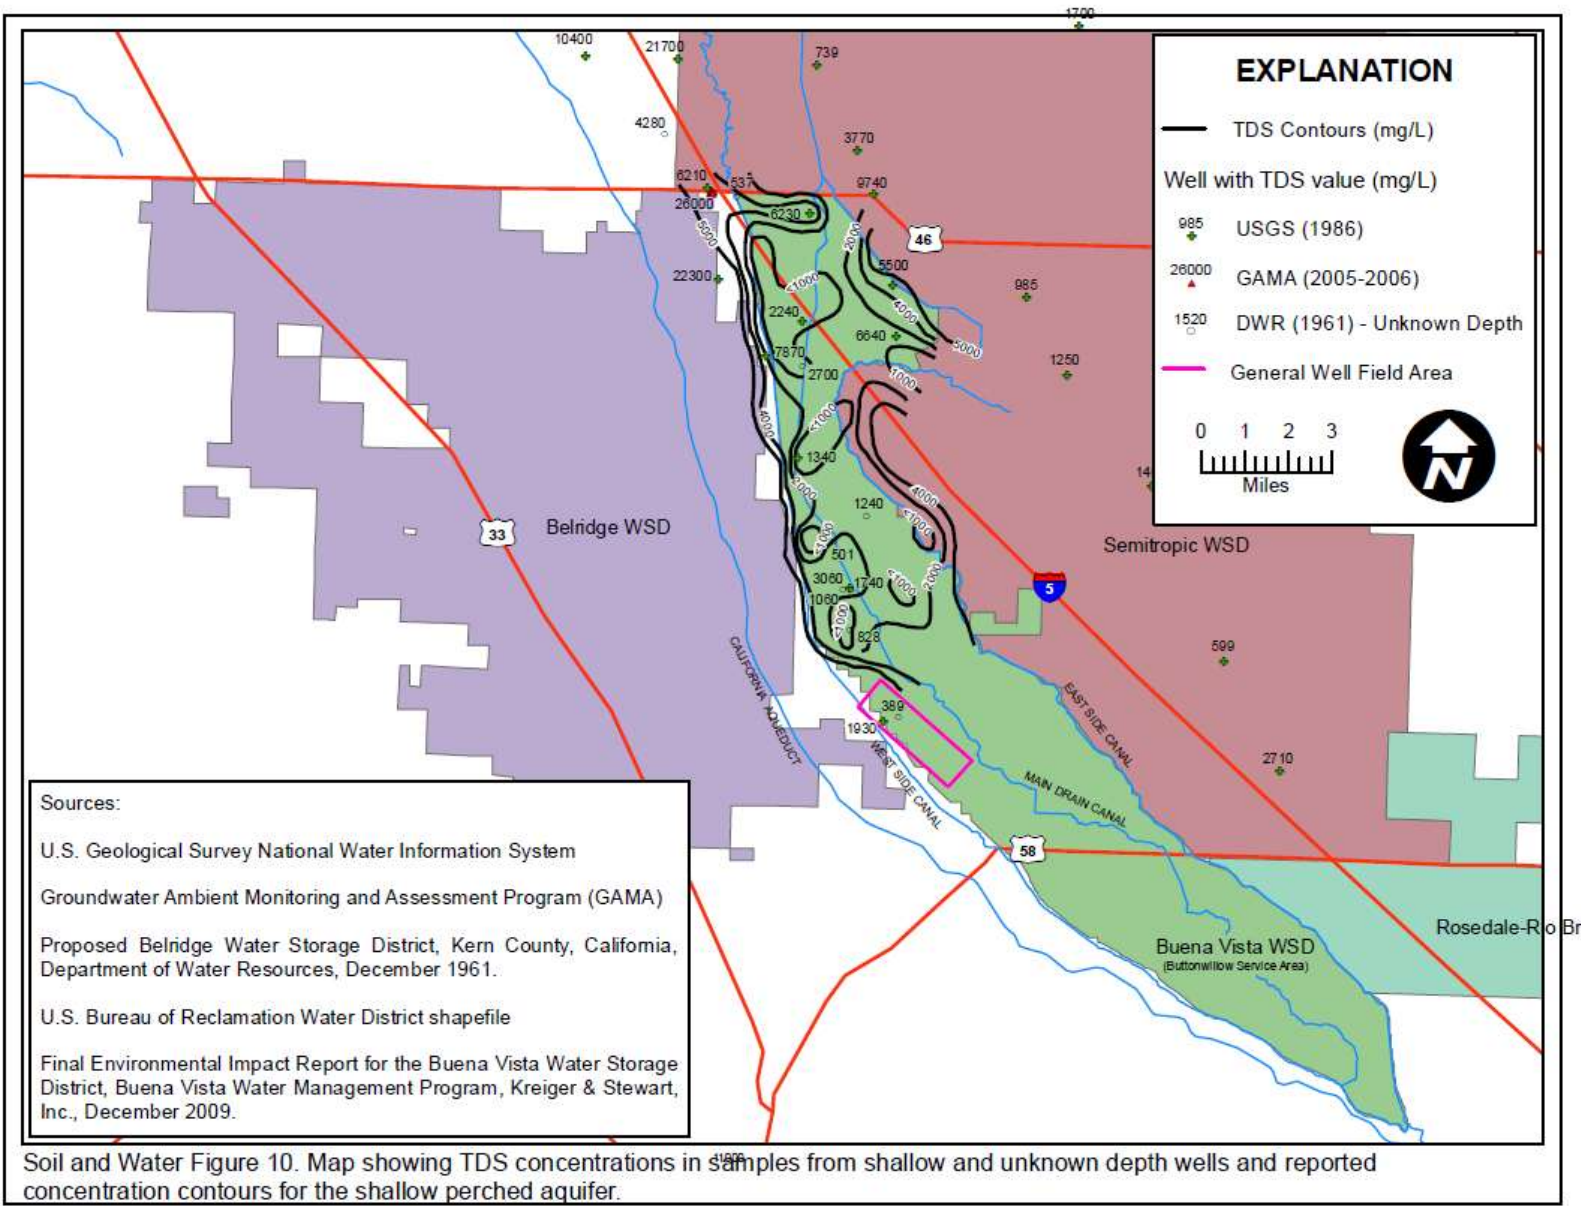 1700
10400
21700
739
4280
3770
6210
537
9740
26000
6230
5000
2000
46
22300
<1000
5500
985
2240
4000
7870
6640
5000
2700
1000
1250
4000
<1000
1340
2000
1240
4000
<1000
33
Belridge WSD
<1000
501
Semitropic WSD
3060
1740
<1000
2000
1060
5
<1000
828
599
CALIFORNIA AQUEDUCT
389
1930
EAST SIDE CANAL
WEST SIDE CANAL
MAIN DRAIN CANAL
2710
58
Buena Vista WSD
(Buttonwillow Service Area)
Rosedale-Rio Br
EXPLANATION
TDS Contours (mg/L)
Well with TDS value (mg/L)
985
USGS (1986)
26000
GAMA (2005-2006)
1520
DWR (1961) - Unknown Depth
General Well Field Area
0 1 2 3
Miles
N
Sources:
U.S. Geological Survey National Water Information System
Groundwater Ambient Monitoring and Assessment Program (GAMA)
Proposed Belridge Water Storage District, Kern County, California,
Department of Water Resources, December 1961.
U.S. Bureau of Reclamation Water District shapefile
Final Environmental Impact Report for the Buena Vista Water Storage
District, Buena Vista Water Management Program, Kreiger & Stewart,
Inc., December 2009.
Soil and Water Figure 10. Map showing TDS concentrations in samples from shallow and unknown depth wells and reported
concentration contours for the shallow perched aquifer.